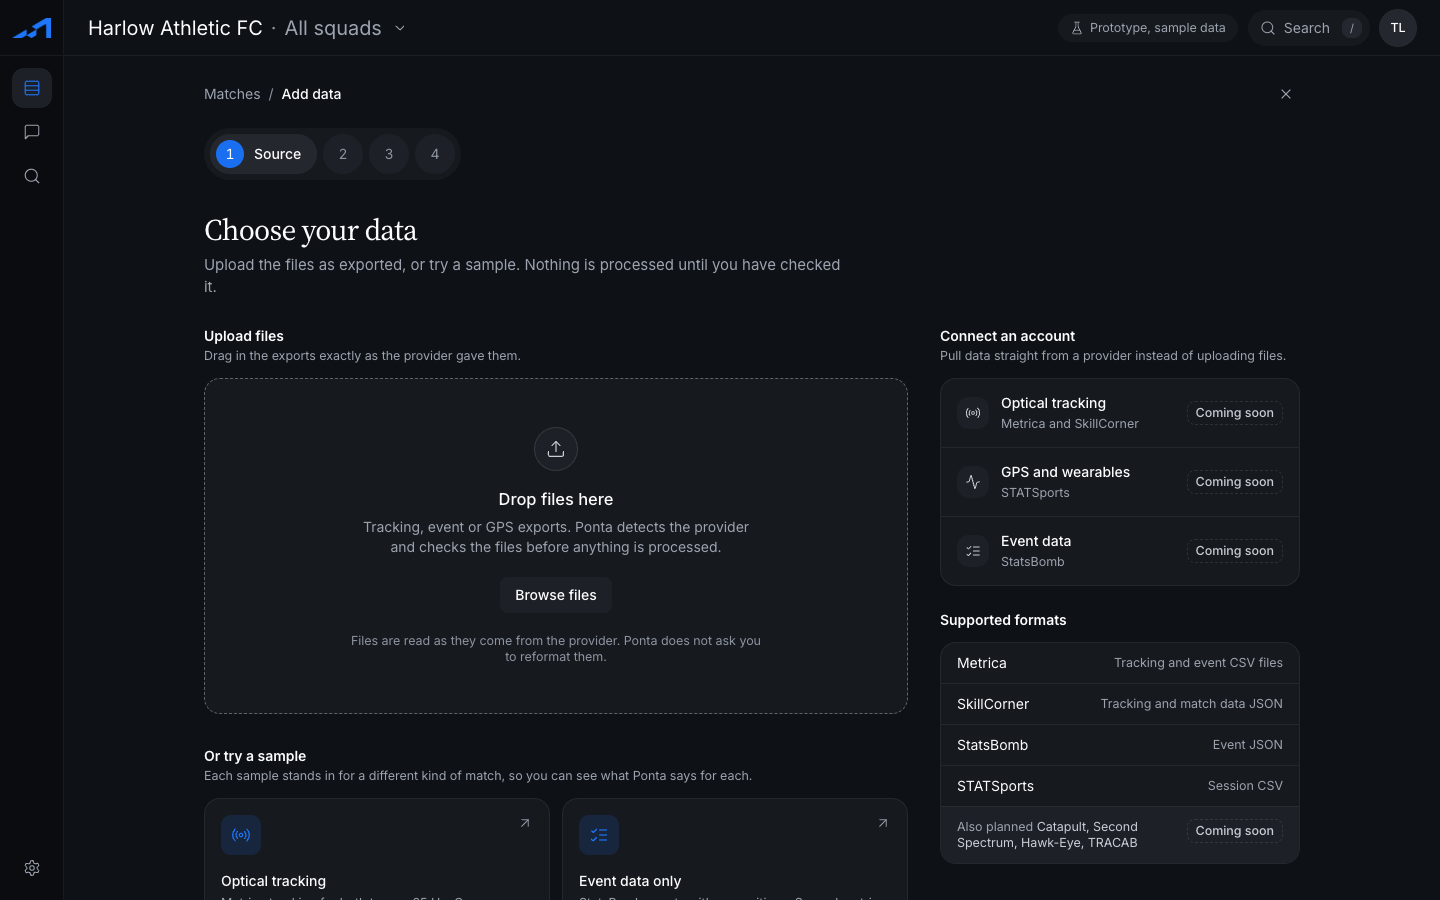 Harlow Athletic FC · All squads
Prototype, sample data
Search /
TL
Matches / Add data
1 Source 2 3 4
Choose your data
Upload the files as exported, or try a sample. Nothing is processed until you have checked
it.
Upload files
Drag in the exports exactly as the provider gave them.
Drop files here
Tracking, event or GPS exports. Ponta detects the provider
and checks the files before anything is processed.
Browse files
Files are read as they come from the provider. Ponta does not ask you
to reformat them.
Or try a sample
Each sample stands in for a different kind of match, so you can see what Ponta says for each.
Optical tracking
Event data only
Connect an account
Pull data straight from a provider instead of uploading files.
Optical tracking
Metrica and SkillCorner
Coming soon
GPS and wearables
STATSports
Coming soon
Event data
StatsBomb
Coming soon
Supported formats
Metrica Tracking and event CSV files
SkillCorner Tracking and match data JSON
StatsBomb Event JSON
STATSports Session CSV
Also planned Catapult, Second
Spectrum, Hawk-Eye, TRACAB
Coming soon